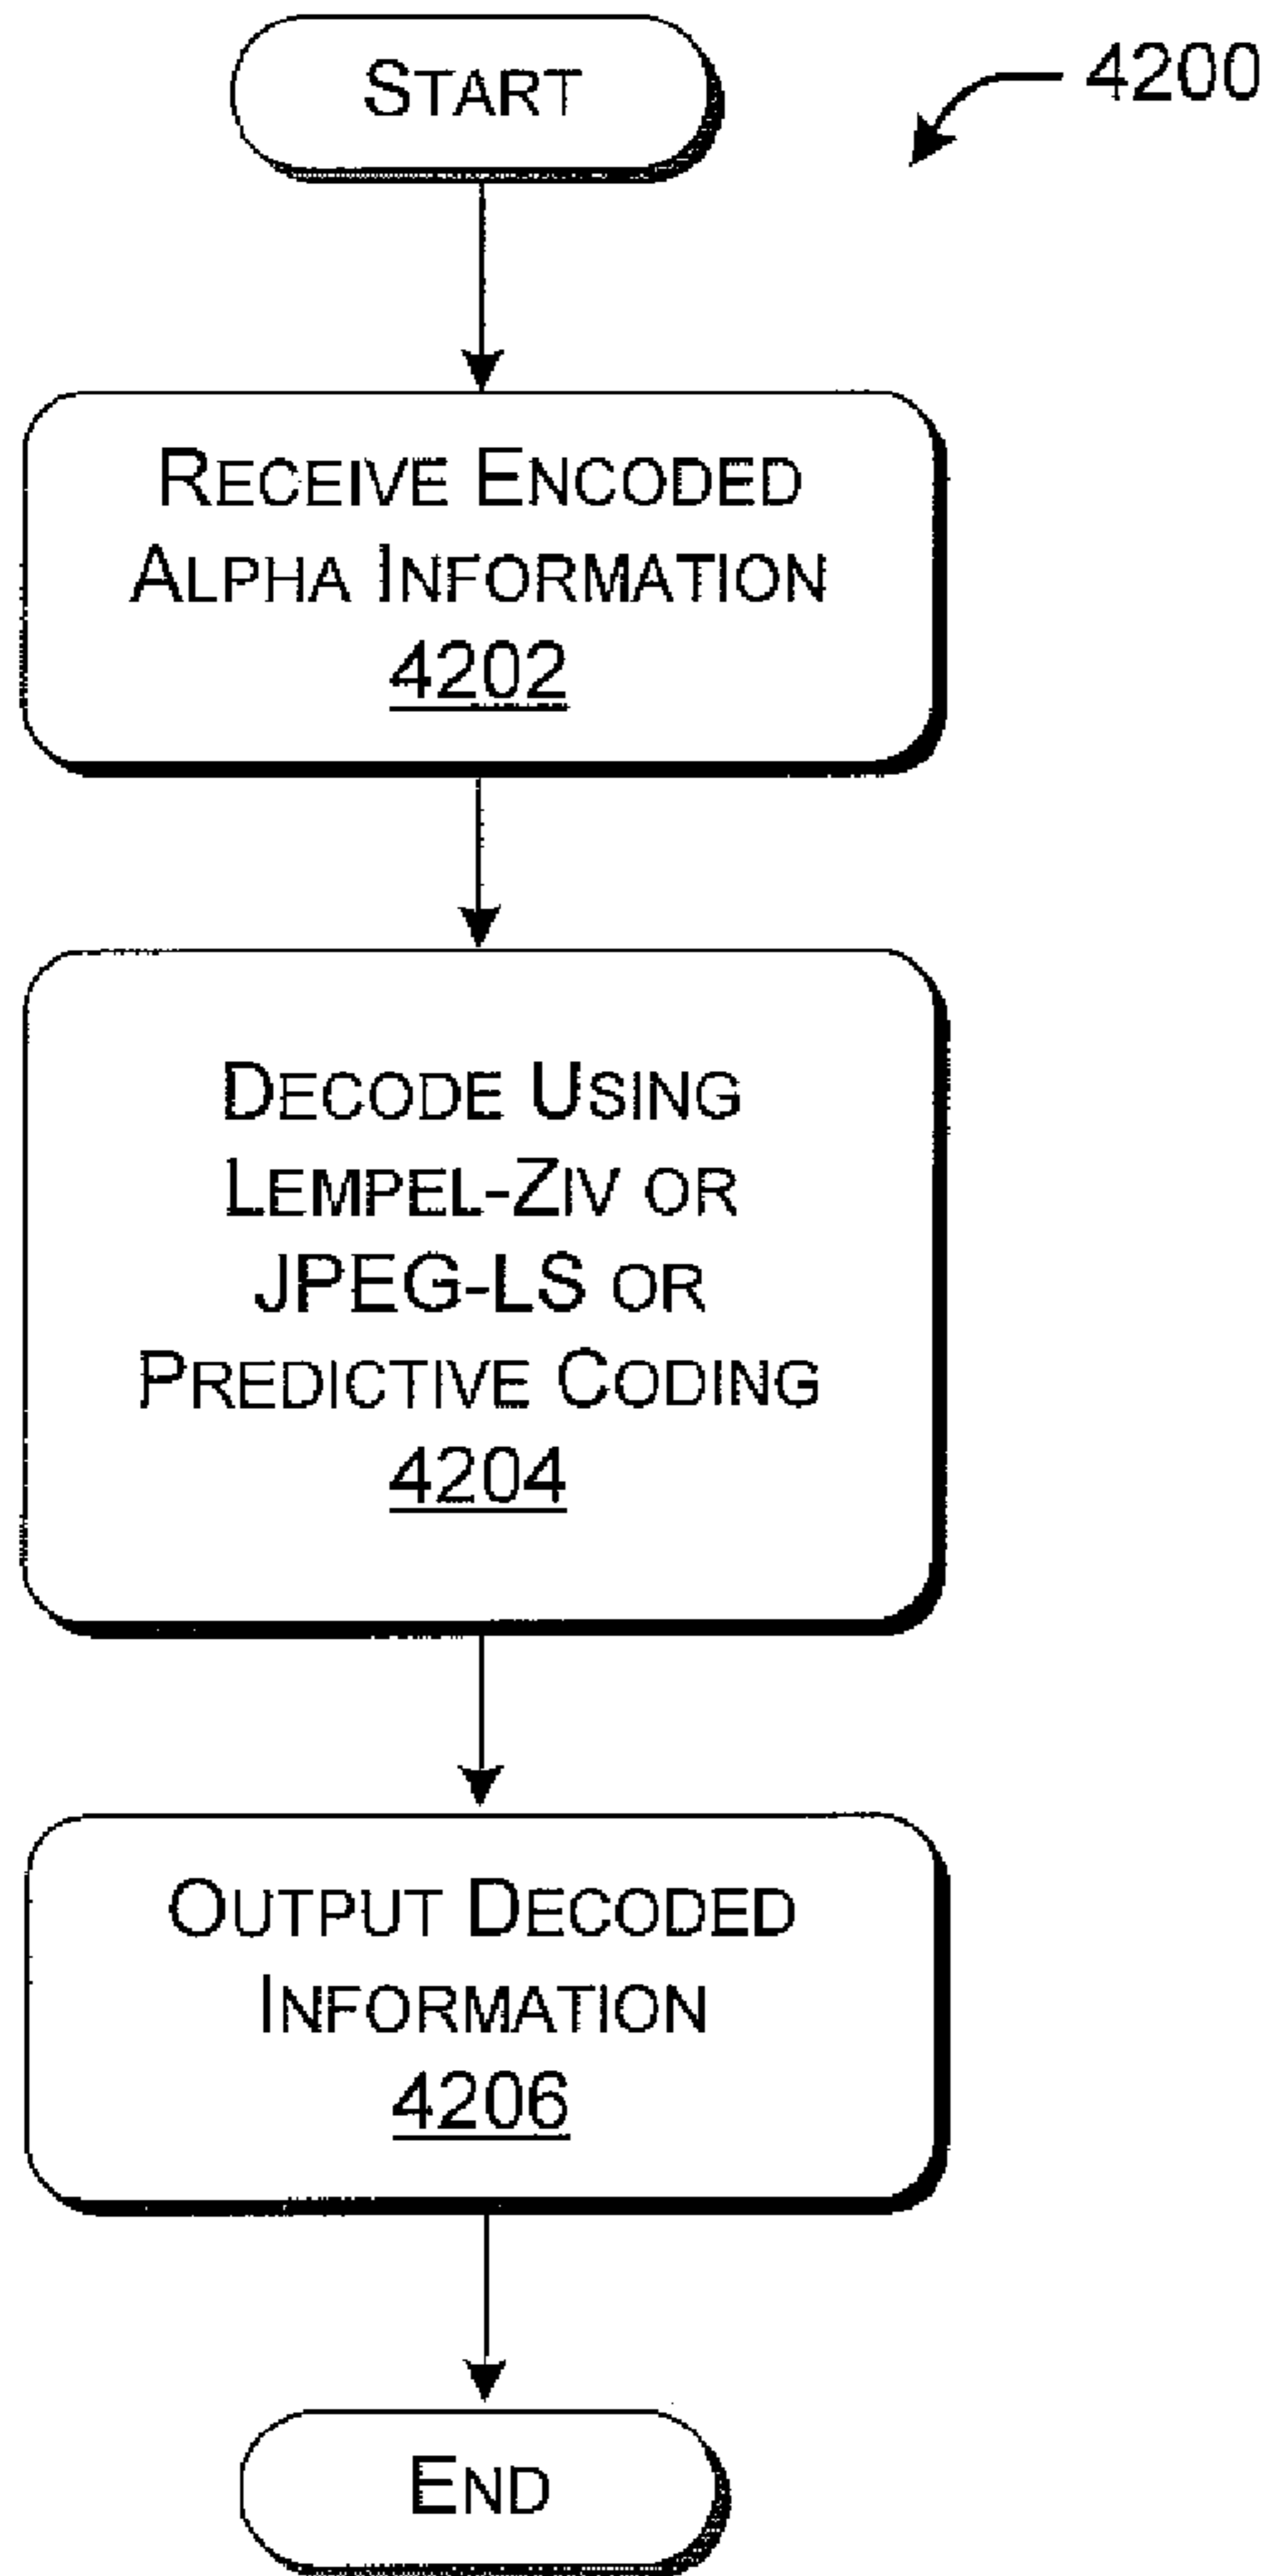 START
4200
RECEIVE ENCODED
ALPHA INFORMATION
4202
DECODE USING
LEMPEL-ZIV OR
JPEG-LS OR
PREDICTIVE CODING
4204
OUTPUT DECODED
INFORMATION
4206
END